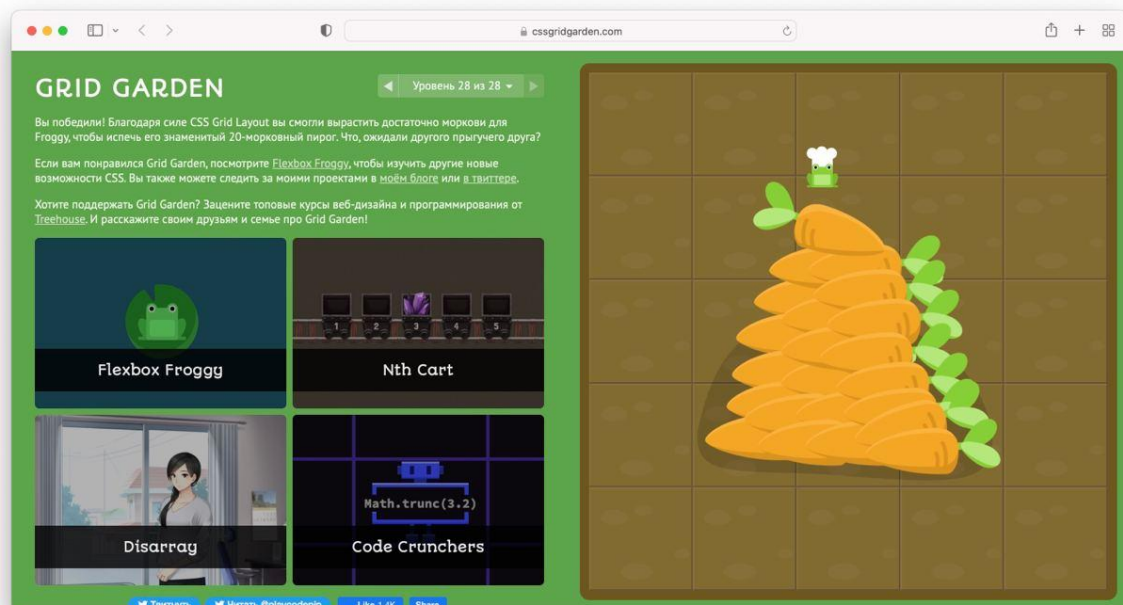 cssgridgarden.com
GRID GARDEN
Уровень 28 из 28
Вы победили! Благодаря силе CSS Grid Layout вы смогли вырастить достаточно моркови для
Froggy, чтобы испечь его знаменитый 20-морковный пирог. Что, ожидали другого прыгучего друга?
Если вам понравился Grid Garden, посмотрите Flexbox Froggy, чтобы изучить другие новые
возможности CSS. Вы также можете следить за моими проектами в моём блоге или в твиттере.
Хотите поддержать Grid Garden? Зацените топовые курсы веб-дизайна и программирования от
Treehouse. И расскажите своим друзьям и семье про Grid Garden!
1 2 3 4 5
Flexbox Froggy
Nth Cart
Math.trunc(3.2)
Disarray
Code Crunchers